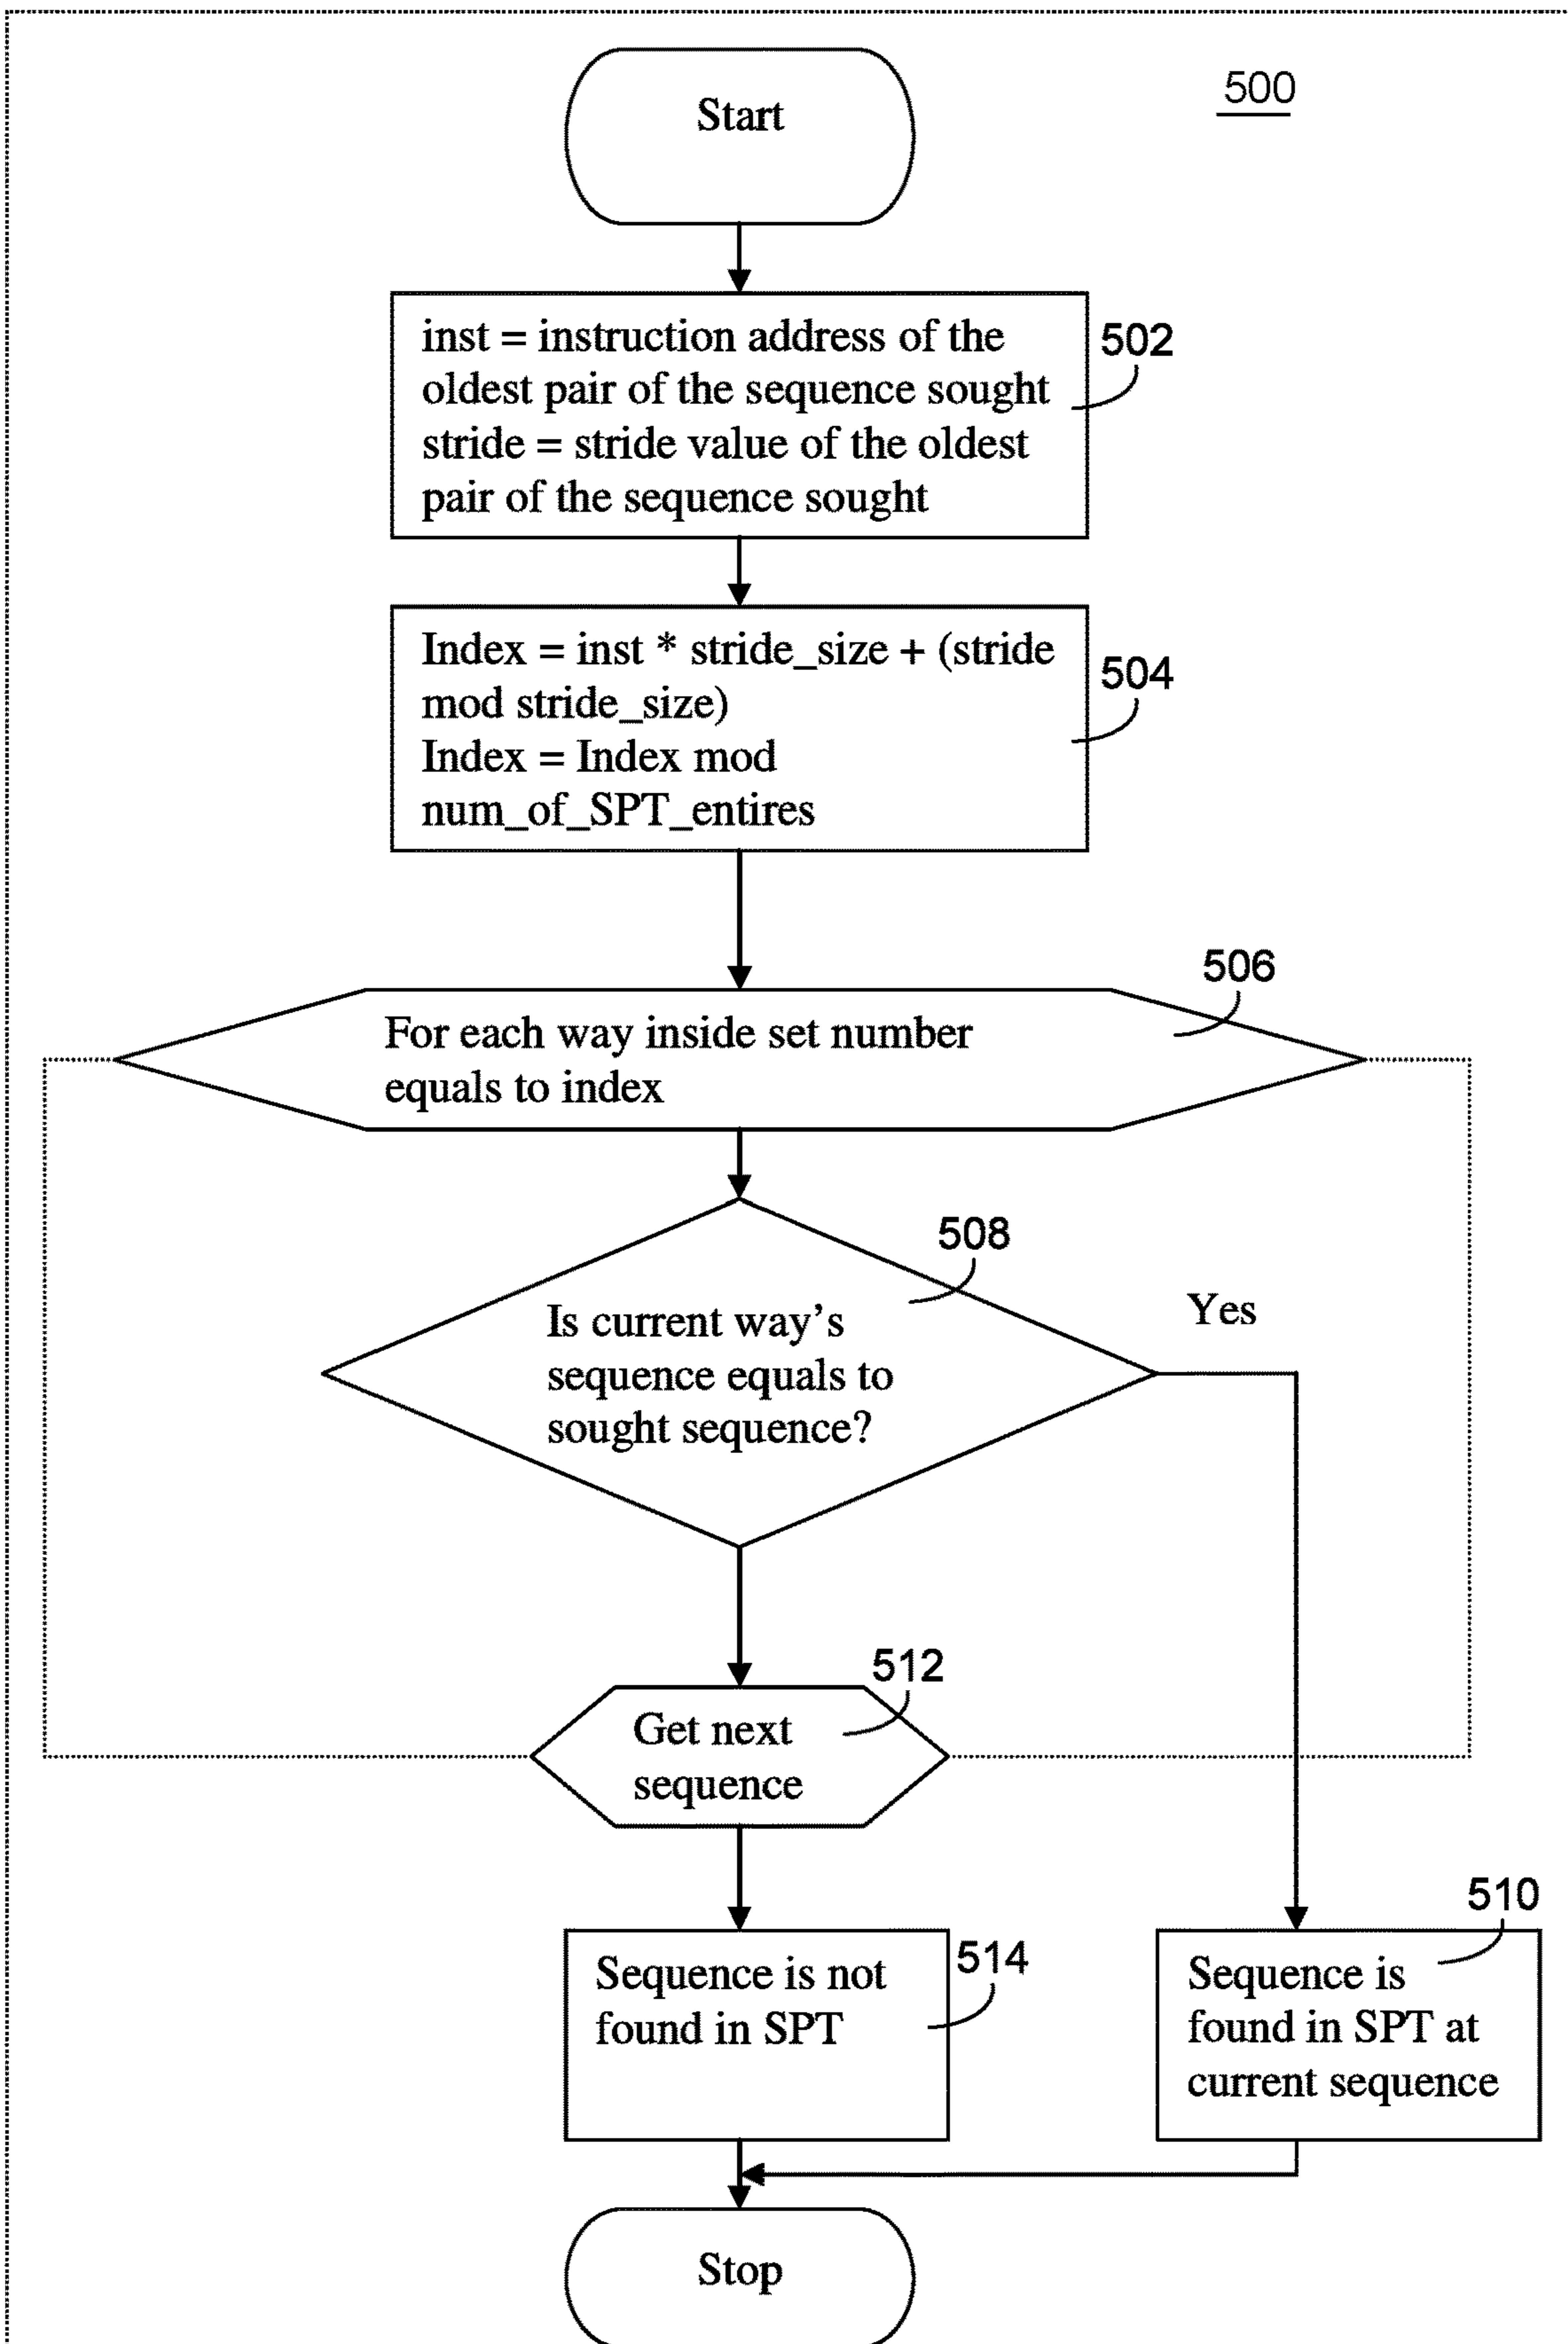 Start
500
inst = instruction address of the
oldest pair of the sequence sought
stride = stride value of the oldest
pair of the sequence sought
502
Index = inst * stride_size + (stride
mod stride_size)
Index = Index mod
num_of_SPT_entires
504
506
For each way inside set number
equals to index
508
Is current way’s
sequence equals to
sought sequence?
Yes
512
Get next
sequence
Sequence is not
found in SPT
514
510
Sequence is
found in SPT at
current sequence
Stop